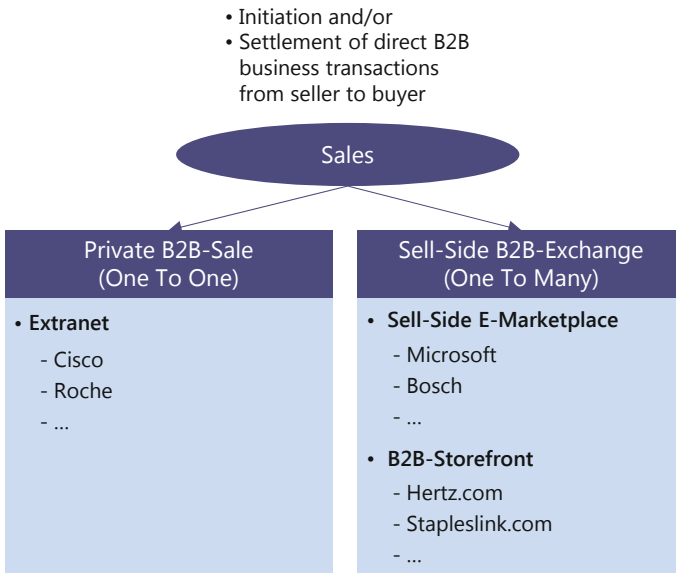 • Initiation and/or
• Settlement of direct B2B
business transactions
from seller to buyer
Sales
Private B2B-Sale
(One To One)
• Extranet
- Cisco
- Roche
- ...
Sell-Side B2B-Exchange
(One To Many)
• Sell-Side E-Marketplace
- Microsoft
- Bosch
- ...
• B2B-Storefront
- Hertz.com
- Stapleslink.com
- ...